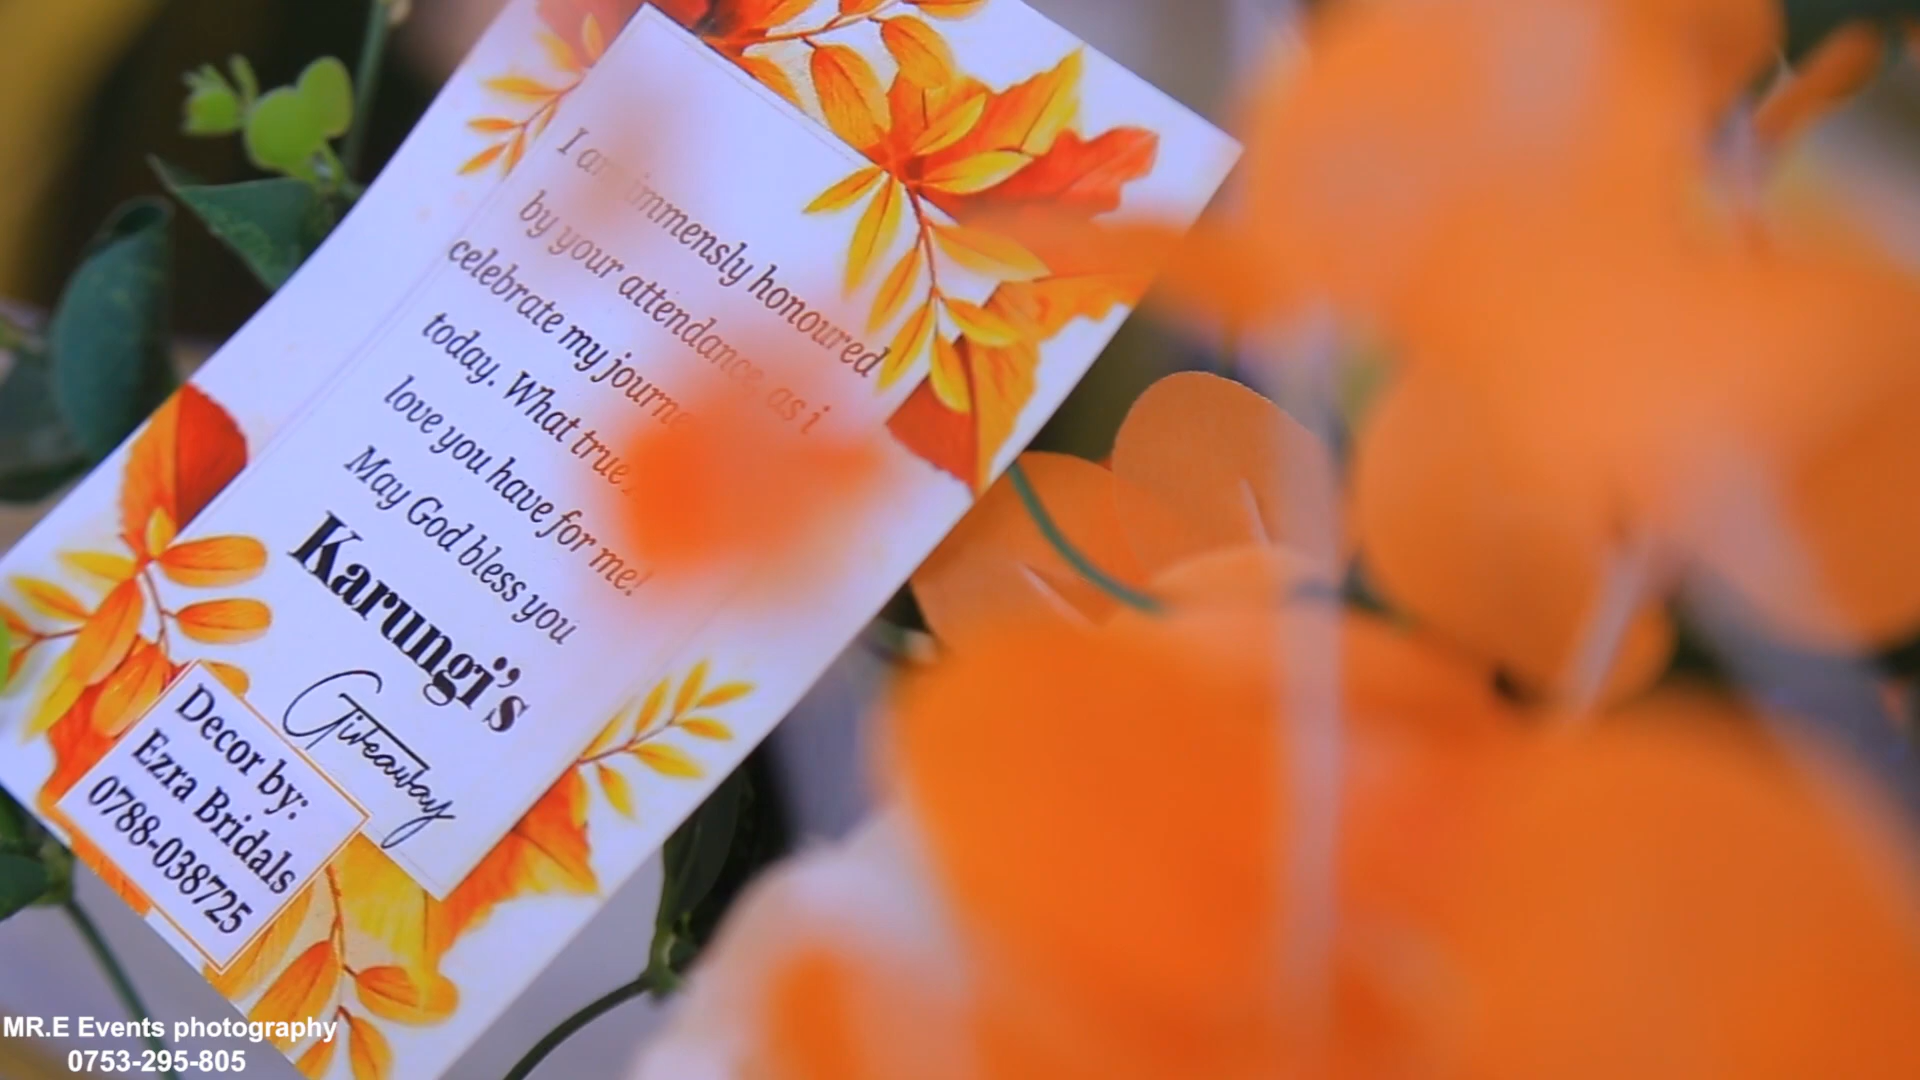 I am immensly honoured
by your attendance, as i
celebrate my journe
today. What true
love you have for me!
May God bless you
Karungi's
Giveaway
Decor by:
Ezra Bridals
0788-038725
MR.E Events photography
0753-295-805